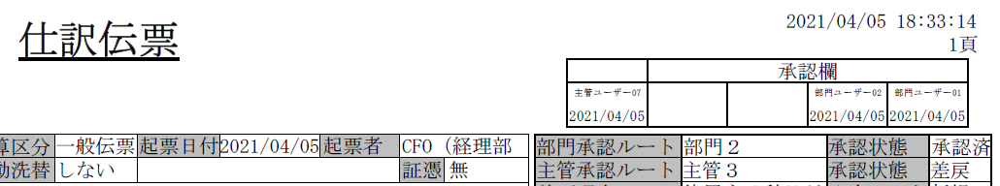 2021/04/05 18:33:14
仕訳伝票
1頁
承認欄
主管ユーザー07 部門ユーザー02 部門ユーザー01
2021/04/05 2021/04/05 2021/04/05
算区分 一般伝票 起票日付 2021/04/05 起票者 CFO (経理部 部門承認ルート 部門2 承認状態 承認済
動洗替 しない 証憑 無 主管承認ルート 主管3 承認状態 差戻